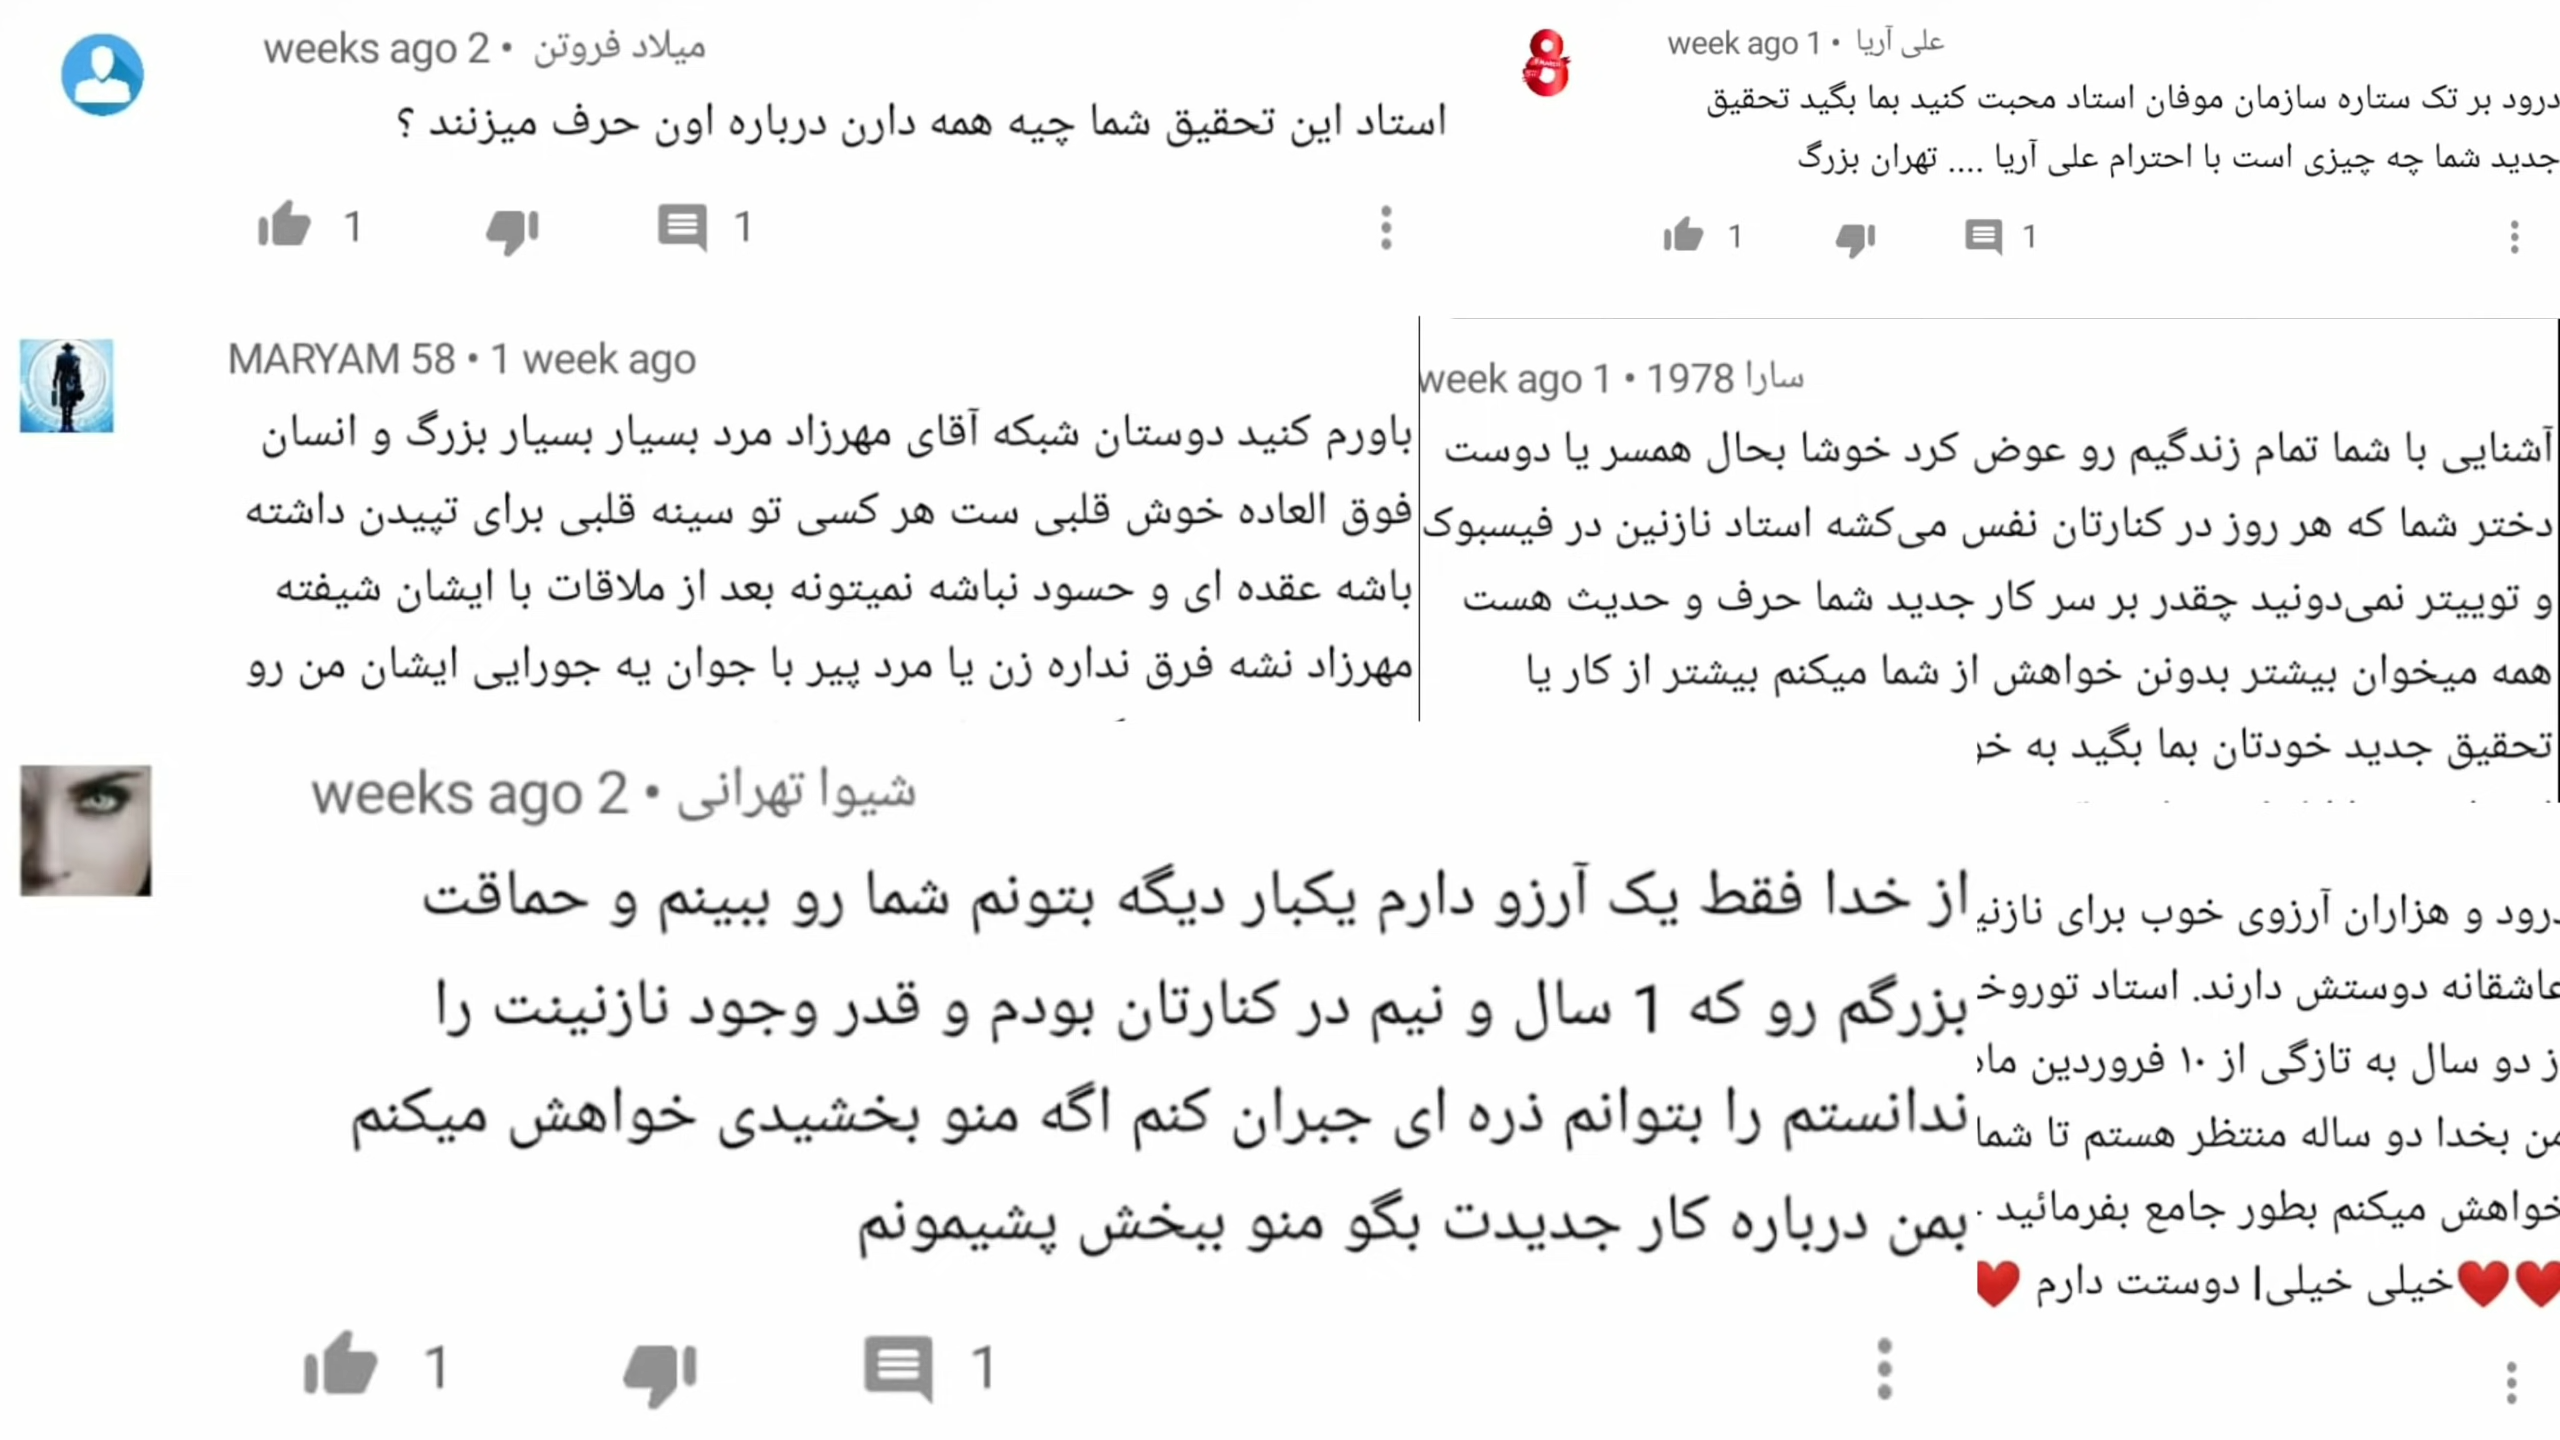 میلاد فروتن • 2 weeks ago
استاد این تحقیق شما چیه همه دارن درباره اون حرف میزنند ؟
1
1
علی آریا • 1 week ago
درود بر تک ستاره سازمان موفان استاد محبت کنید بما بگید تحقیق
جدید شما چه چیزی است با احترام علی آریا .... تهران بزرگ
1
1
MARYAM 58 • 1 week ago
باورم کنید دوستان شبکه آقای مهرزاد مرد بسیار بسیار بزرگ و انسان
فوق العاده خوش قلبی ست هر کسی تو سینه قلبی برای تپیدن داشته
باشه عقده ای و حسود نباشه نمیتونه بعد از ملاقات با ایشان شیفته
مهرزاد نشه فرق نداره زن یا مرد پیر با جوان یه جورایی ایشان من رو
سارا 1978 • 1 week ago
آشنایی با شما تمام زندگیم رو عوض کرد خوشا بحال همسر یا دوست
دختر شما که هر روز در کنارتان نفس می‌کشه استاد نازنین در فیسبوک
و توییتر نمی‌دونید چقدر بر سر کار جدید شما حرف و حدیث هست
همه میخوان بیشتر بدونن خواهش از شما میکنم بیشتر از کار یا
تحقیق جدید خودتان بما بگید به
شیوا تهرانی • 2 weeks ago
از خدا فقط یک آرزو دارم یکبار دیگه بتونم شما رو ببینم و حماقت
بزرگم رو که 1 سال و نیم در کنارتان بودم و قدر وجود نازنینت را
ندانستم را بتوانم ذره ای جبران کنم اگه منو بخشیدی خواهش میکنم
بمن درباره کار جدیدت بگو منو ببخش پشیمونم
1
1
درود و هزاران آرزوی خوب برای
عاشقانه دوستش دارند. استاد
از دو سال به تازگی از ۱۰ فروردین ماه
من بخدا دو ساله منتظر هستم تا شما
خواهش میکنم بطور جامع بفرمائید
❤️❤️خیلی خیلیا دوستت دارم ❤️